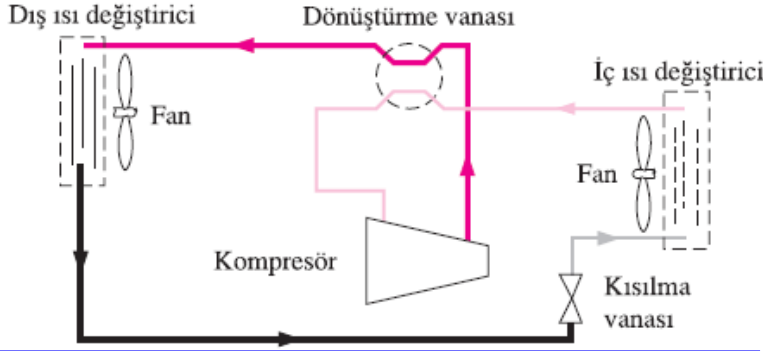 Dış ısı değiştirici
Dönüştürme vanası
İç ısı değiştirici
Fan
Fan
Kompresör
Kısılma
vanası